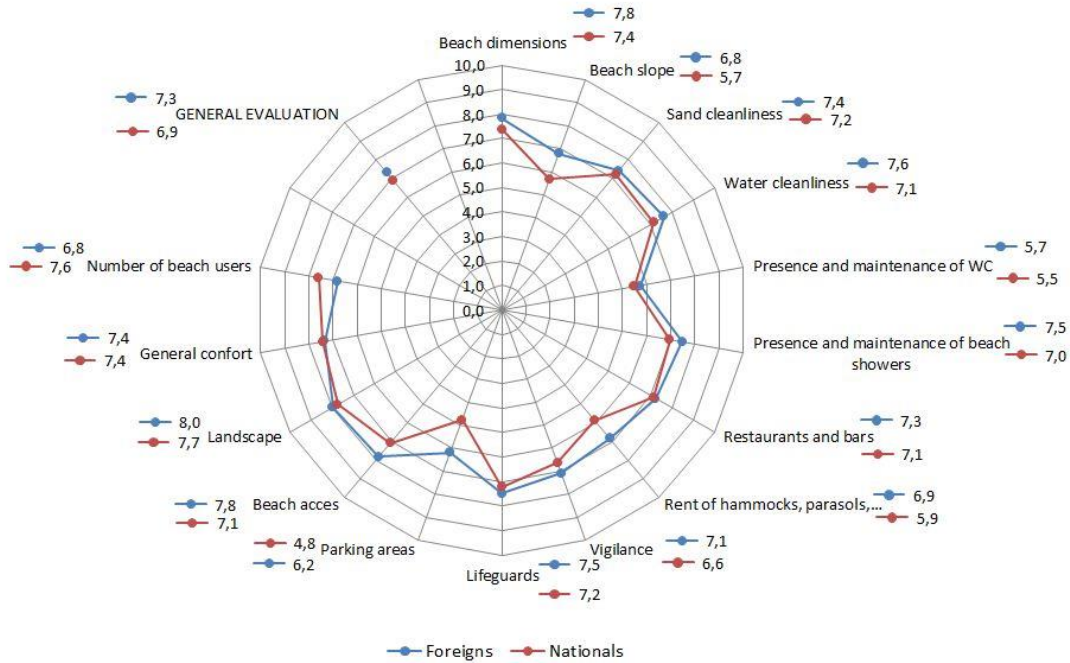 7,8
Beach dimensions 7,4
10,0
9,0
8,0
7,0
6,0
5,0
4,0
3,0
2,0
1,0
0,0
Beach slope 6,8
5,7
Sand cleanliness 7,4
7,2
Water cleanliness 7,6
7,1
Presence and maintenance of WC 5,7
5,5
Presence and maintenance of beach
showers
7,5
7,0
Restaurants and bars 7,3
7,1
Rent of hammocks, parasols,... 6,9
5,9
Vigilance 7,1
6,6
Lifeguards 7,5
7,2
Parking areas 4,8
6,2
Beach acces 7,8
7,1
Landscape 8,0
7,7
General confort 7,4
7,4
Number of beach users 6,8
7,6
GENERAL EVALUATION 7,3
6,9
Foreigns Nationals